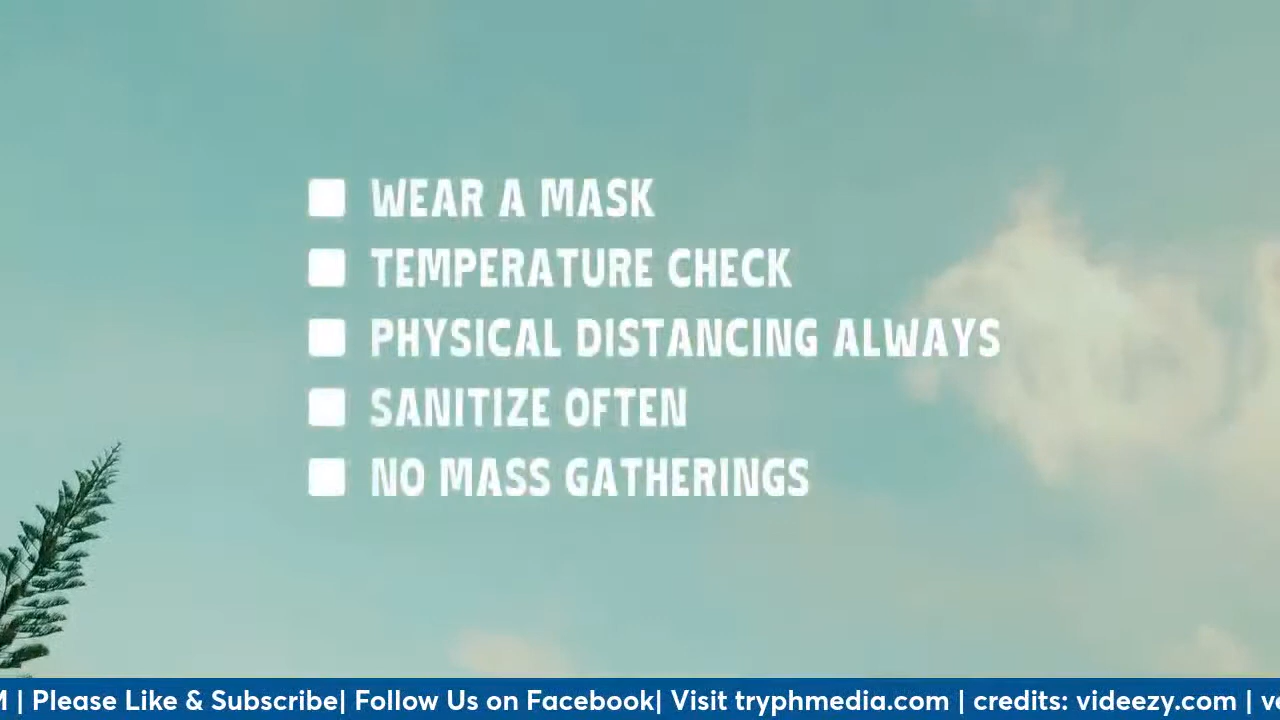 WEAR A MASK
TEMPERATURE CHECK
PHYSICAL DISTANCING ALWAYS
SANITIZE OFTEN
NO MASS GATHERINGS
| Please Like & Subscribe| Follow Us on Facebook| Visit tryphmedia.com | credits: videezy.com |